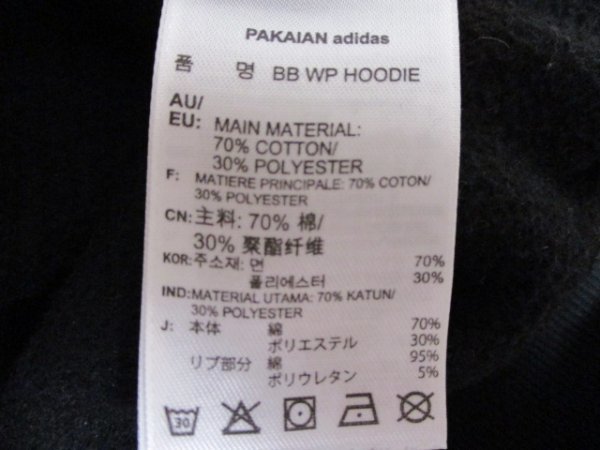 PAKAIAN adidas
품 명 BB WP HOODIE
AU/
EU: MAIN MATERIAL:
70% COTTON/
30% POLYESTER
F: MATIERE PRINCIPALE: 70% COTON/
30% POLYESTER
CN:主料: 70% 棉/
30% 聚酯纤维
KOR:주소재: 면 70%
폴리에스터 30%
IND:MATERIAL UTAMA: 70% KATUN/
30% POLYESTER
J: 本体 綿 70%
ポリエステル 30%
リブ部分 綿 95%
ポリウレタン 5%
30